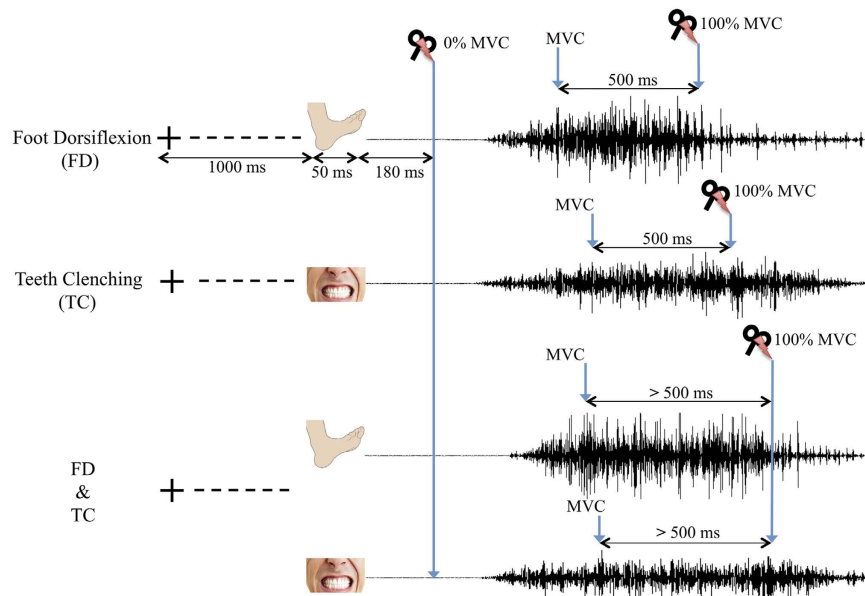 0% MVC
MVC
100% MVC
500 ms
Foot Dorsiflexion
(FD)
1000 ms
50 ms
180 ms
100% MVC
MVC
500 ms
Teeth Clenching
(TC)
100% MVC
MVC
> 500 ms
FD
&
TC
MVC
> 500 ms